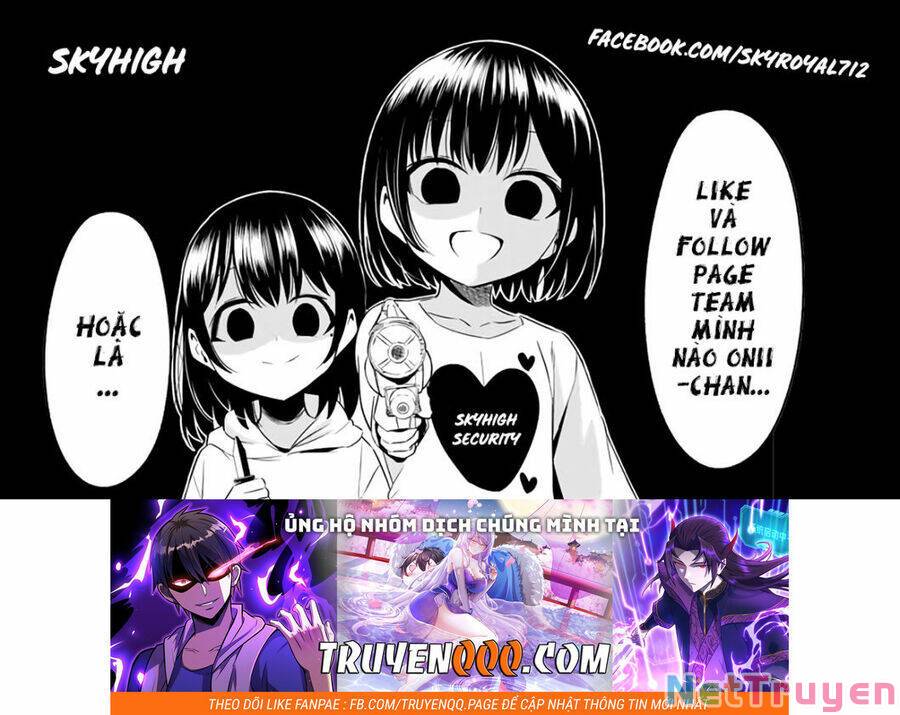 SKYHIGH
FACEBOOK.COM/SKYROYAL712
LIKE
VÀ
FOLLOW
PAGE
TEAM
MÌNH
NÀO ONII
-CHAN...
HOẶC
LÀ
...
SKYHIGH
SECURITY
ỦNG HỘ NHÓM DỊCH CHÚNG MÌNH TẠI
TRUYENQQQ.COM
THEO DÕI LIKE FANPAE : FB.COM/TRUYENQQ.PAGE ĐỂ CẬP NHẬT THÔNG TIN MỚI NHẤT
NetTruyen